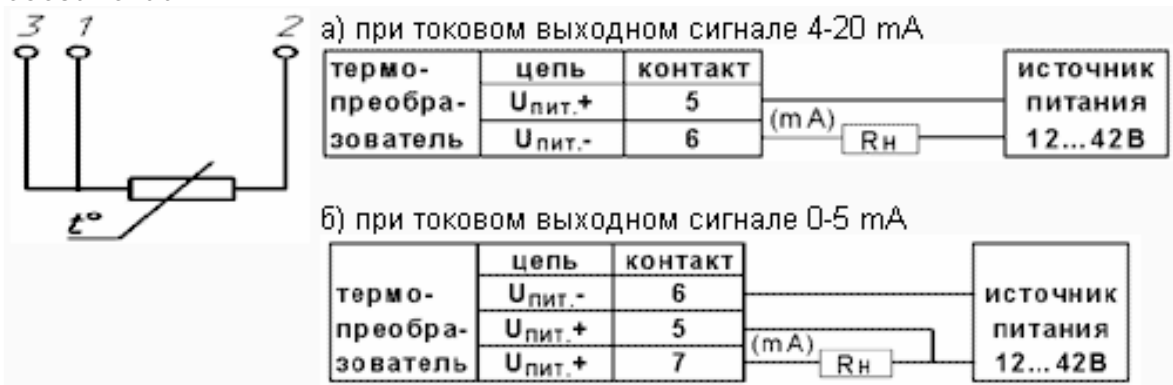 3 1 2
t°
а) при токовом выходном сигнале 4-20 mA
термо- цепь контакт источник
преобра- Uпит.+ 5 питания
(mA)
зователь Uпит.- 6 Rн 12...42В
б) при токовом выходном сигнале 0-5 mA
цепь контакт
термо- Uпит.- 6 источник
преобра- Uпит.+ 5 питания
(mA)
зователь Uпит.+ 7 Rн 12...42В